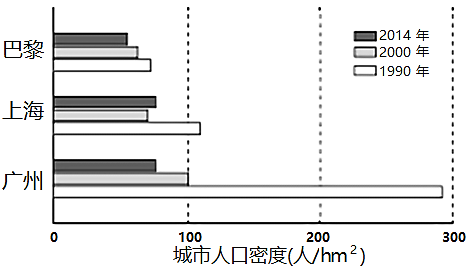 巴黎
上海
广州
2014 年
2000 年
1990 年
0 100 200 300
城市人口密度(人/hm²)